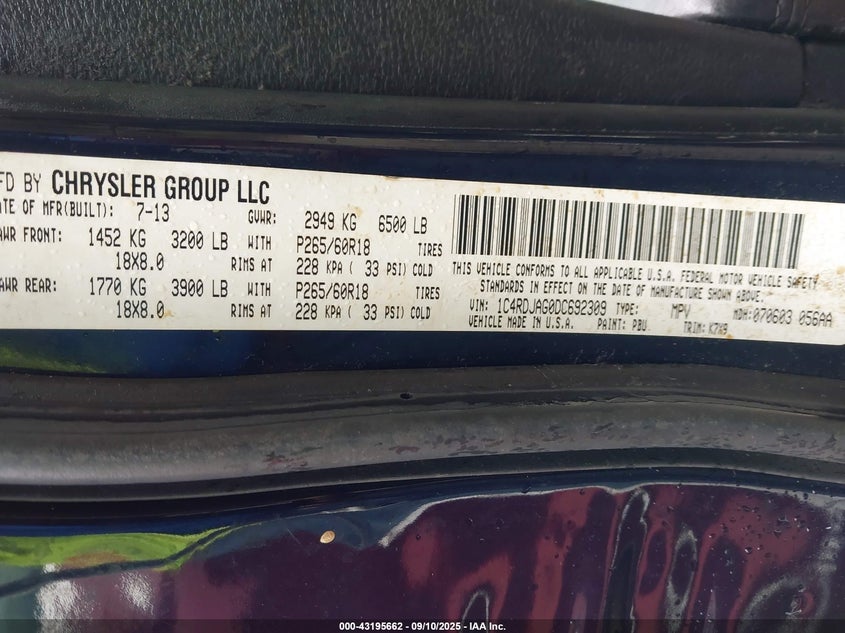 FD BY CHRYSLER GROUP LLC
ATE OF MFR(BUILT): 7-13 GVWR: 2949 KG 6500 LB
AWR FRONT: 1452 KG 3200 LB WITH P265/60R18 TIRES
18X8.0 RIMS AT 228 KPA ( 33 PSI) COLD
AWR REAR: 1770 KG 3900 LB WITH P265/60R18 TIRES
18X8.0 RIMS AT 228 KPA ( 33 PSI) COLD
THIS VEHICLE CONFORMS TO ALL APPLICABLE U.S.A. FEDERAL MOTOR VEHICLE SAFETY
STANDARDS IN EFFECT ON THE DATE OF MANUFACTURE SHOWN ABOVE.
VIN: 1C4RDJAG0DC692309 TYPE: MPV MDH: 070603 056AA
VEHICLE MADE IN U.S.A. PAINT: PBU TRIM: K7X9
000-43195662 - 09/10/2025 - IAA Inc.